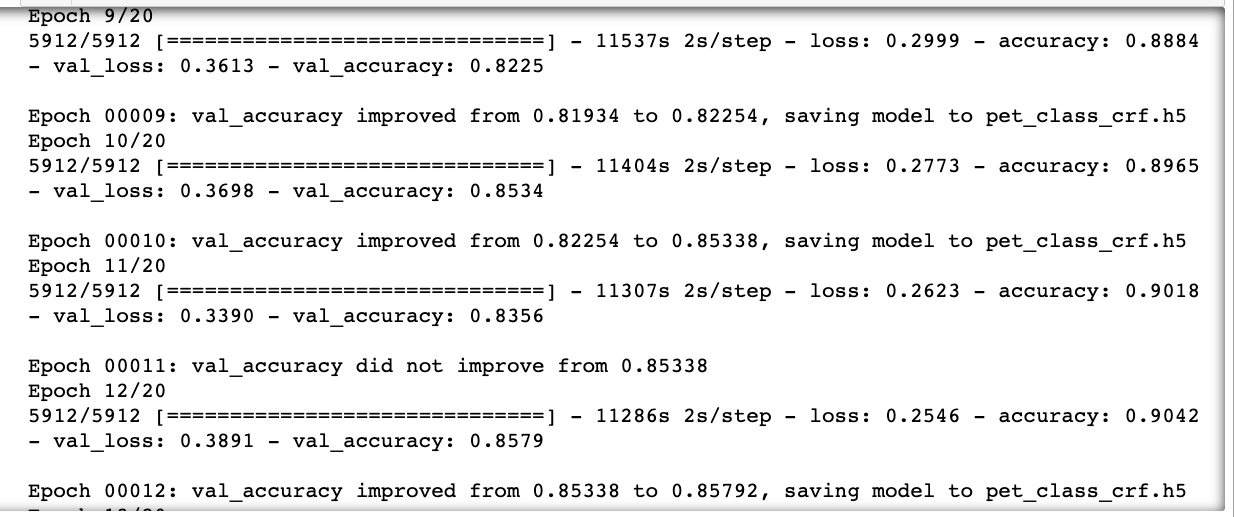 Epoch 9/20
5912/5912 [==============================] - 11537s 2s/step - loss: 0.2999 - accuracy: 0.8884
- val_loss: 0.3613 - val_accuracy: 0.8225
Epoch 00009: val_accuracy improved from 0.81934 to 0.82254, saving model to pet_class_crf.h5
Epoch 10/20
5912/5912 [==============================] - 11404s 2s/step - loss: 0.2773 - accuracy: 0.8965
- val_loss: 0.3698 - val_accuracy: 0.8534
Epoch 00010: val_accuracy improved from 0.82254 to 0.85338, saving model to pet_class_crf.h5
Epoch 11/20
5912/5912 [==============================] - 11307s 2s/step - loss: 0.2623 - accuracy: 0.9018
- val_loss: 0.3390 - val_accuracy: 0.8356
Epoch 00011: val_accuracy did not improve from 0.85338
Epoch 12/20
5912/5912 [==============================] - 11286s 2s/step - loss: 0.2546 - accuracy: 0.9042
- val_loss: 0.3891 - val_accuracy: 0.8579
Epoch 00012: val_accuracy improved from 0.85338 to 0.85792, saving model to pet_class_crf.h5